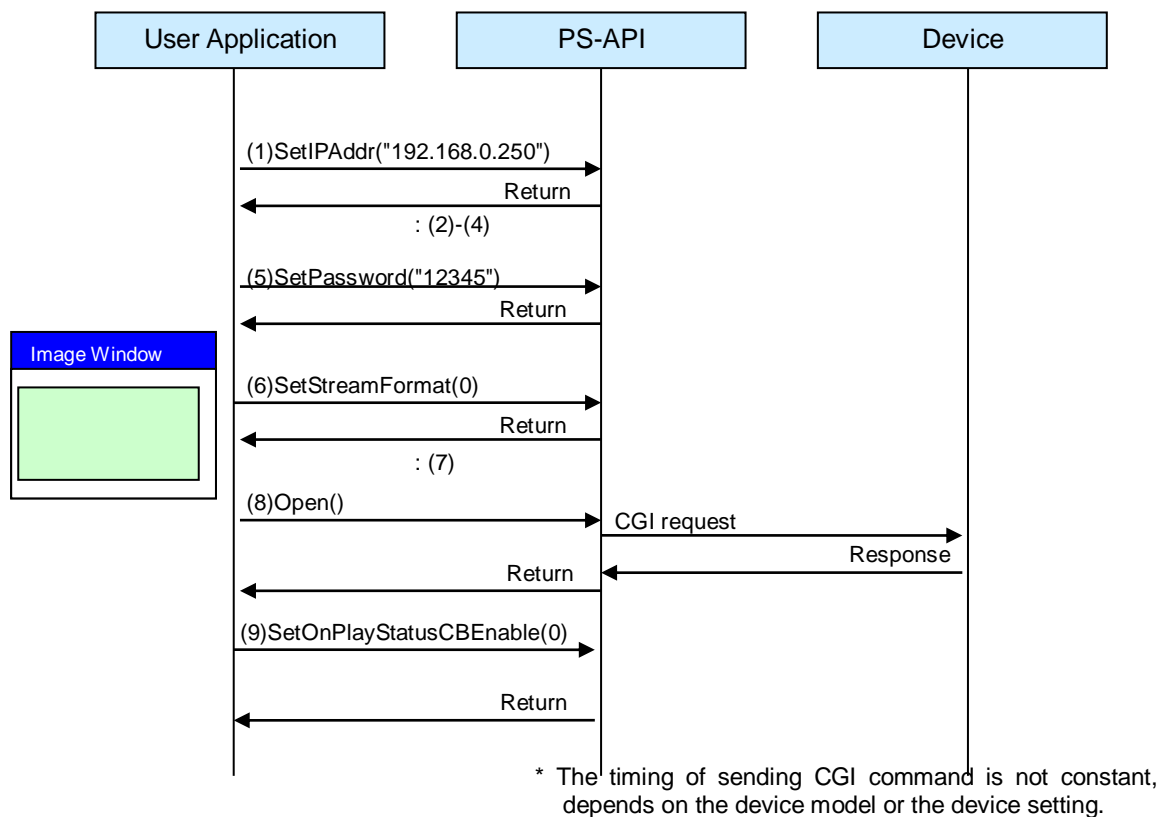 User Application
PS-API
Device
(1)SetIPAddr("192.168.0.250")
Return
: (2)-(4)
(5)SetPassword("12345")
Return
Image Window
(6)SetStreamFormat(0)
Return
: (7)
(8)Open()
CGI request
Response
Return
(9)SetOnPlayStatusCBEnable(0)
Return
* The timing of sending CGI command is not constant,
depends on the device model or the device setting.